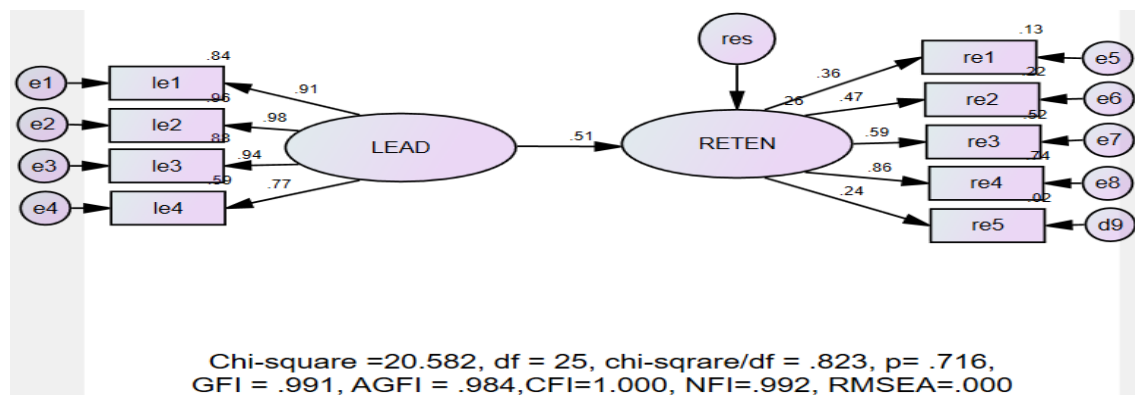 .84
e1 le1 .91
.96
e2 le2 .98
.88
e3 le3 .94
.59
e4 le4 .77
LEAD
.51
res
.26
RETEN
.13
.36 re1 e5
.22
.47 re2 e6
.52
.59 re3 e7
.74
.86 re4 e8
.02
.24 re5 d9
Chi-square =20.582, df = 25, chi-sqrare/df = .823, p= .716,
GFI = .991, AGFI = .984,CFI=1.000, NFI=.992, RMSEA=.000